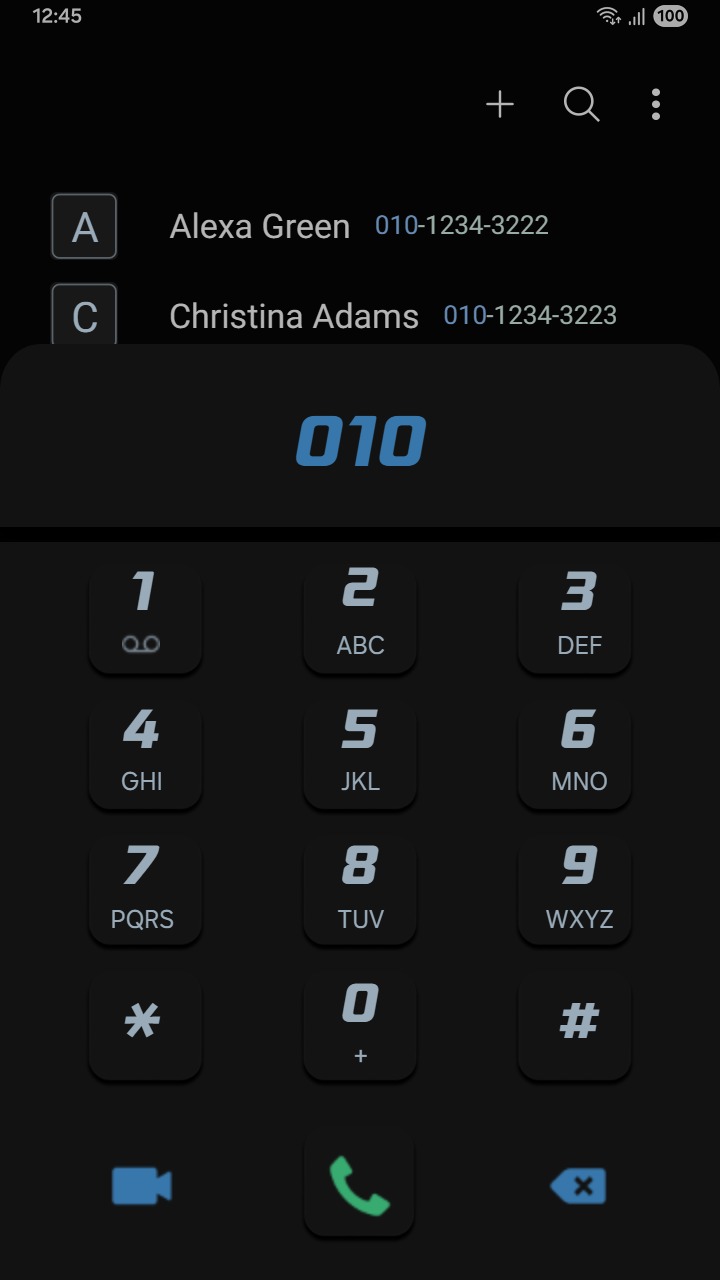 12:45 100
A Alexa Green 010-1234-3222
C Christina Adams 010-1234-3223
010
1 2 3
ABC DEF
4 5 6
GHI JKL MNO
7 8 9
PQRS TUV WXYZ
* 0 #
+